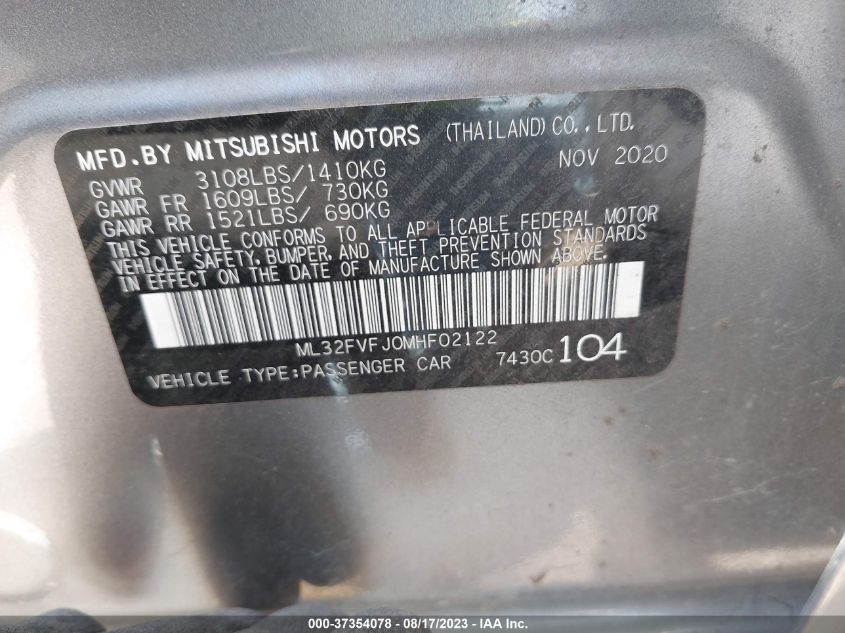 MFD.BY MITSUBISHI MOTORS (THAILAND) CO., LTD.
NOV 2020
GVWR 3108LBS/1410KG
GAWR FR 1609LBS/ 730KG
GAWR RR 1521LBS/ 690KG
THIS VEHICLE CONFORMS TO ALL APPLICABLE FEDERAL MOTOR
VEHICLE SAFETY, BUMPER, AND THEFT PREVENTION STANDARDS
IN EFFECT ON THE DATE OF MANUFACTURE SHOWN ABOVE.
ML32FVFJ0MHF02122
VEHICLE TYPE:PASSENGER CAR 7430C 104
000-37354078 - 08/17/2023 - IAA Inc.